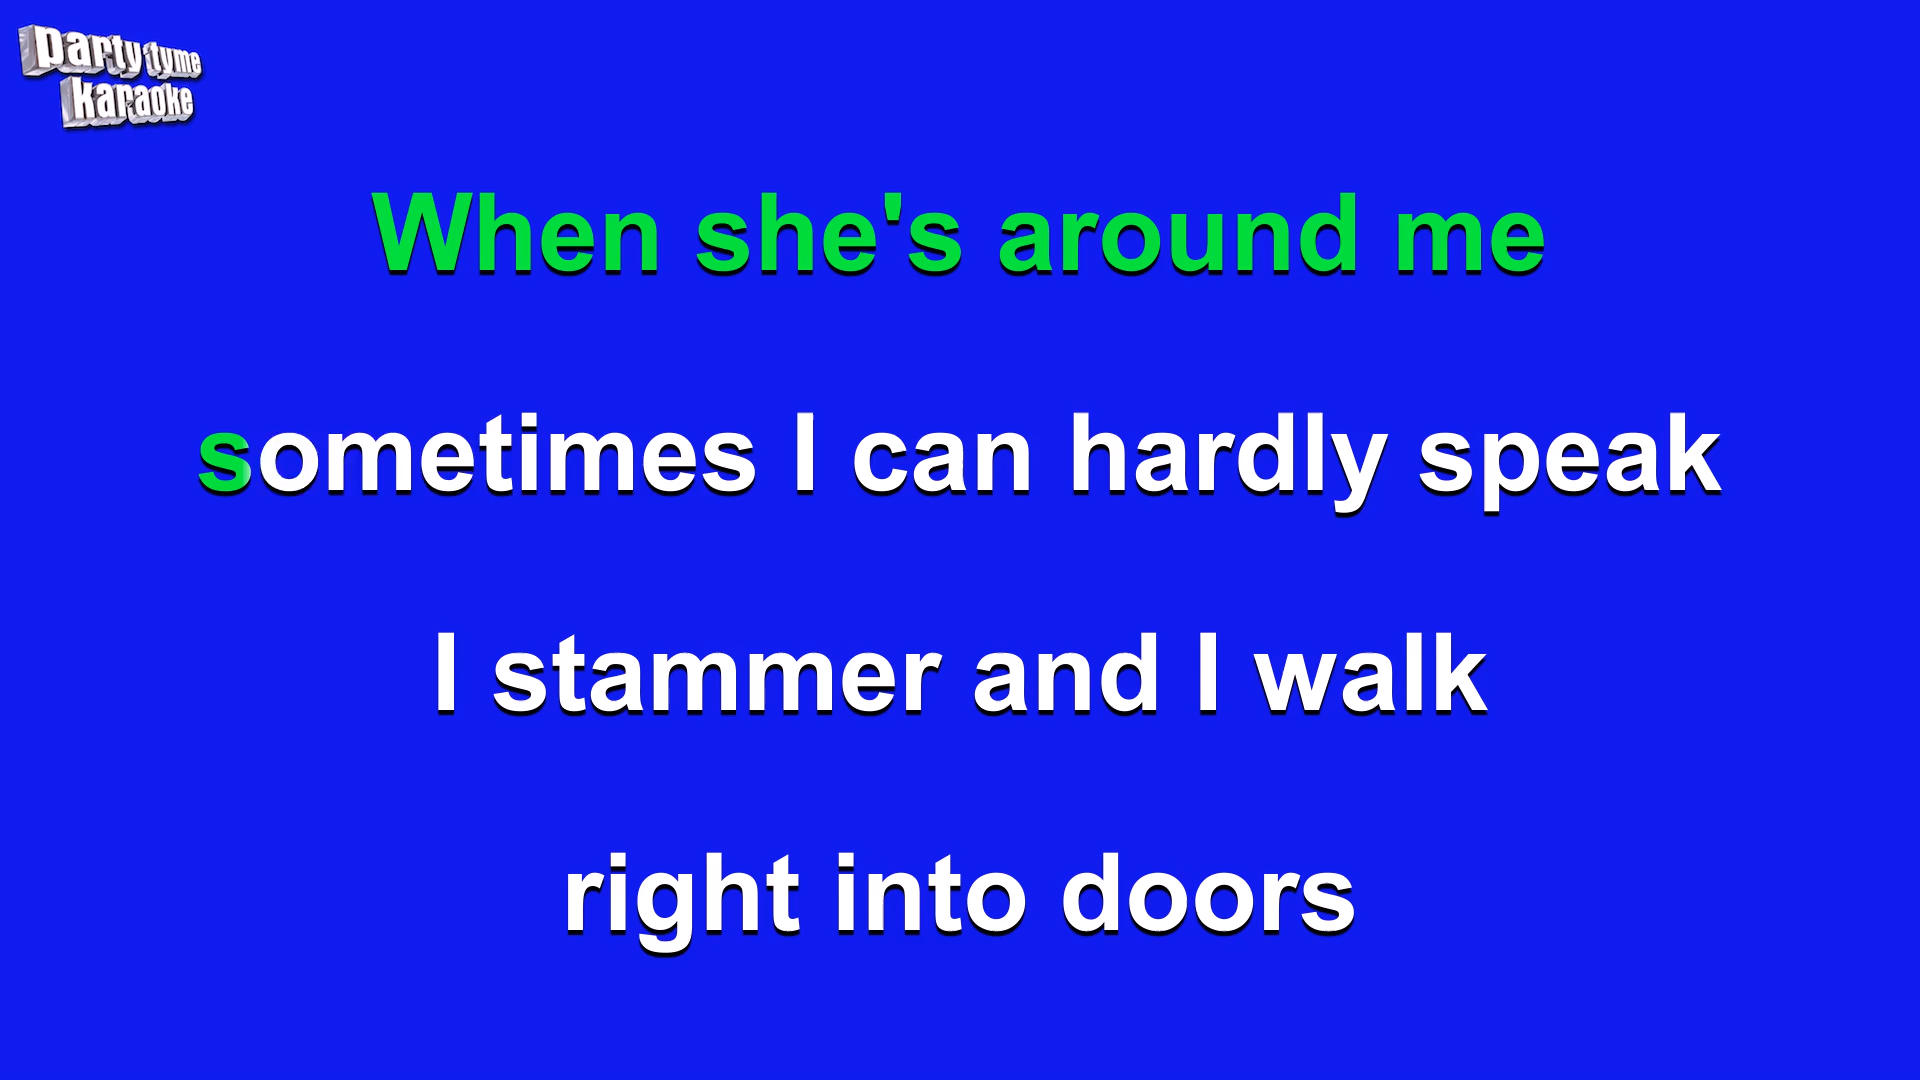 party tyme
karaoke
When she's around me
sometimes I can hardly speak
I stammer and I walk
right into doors